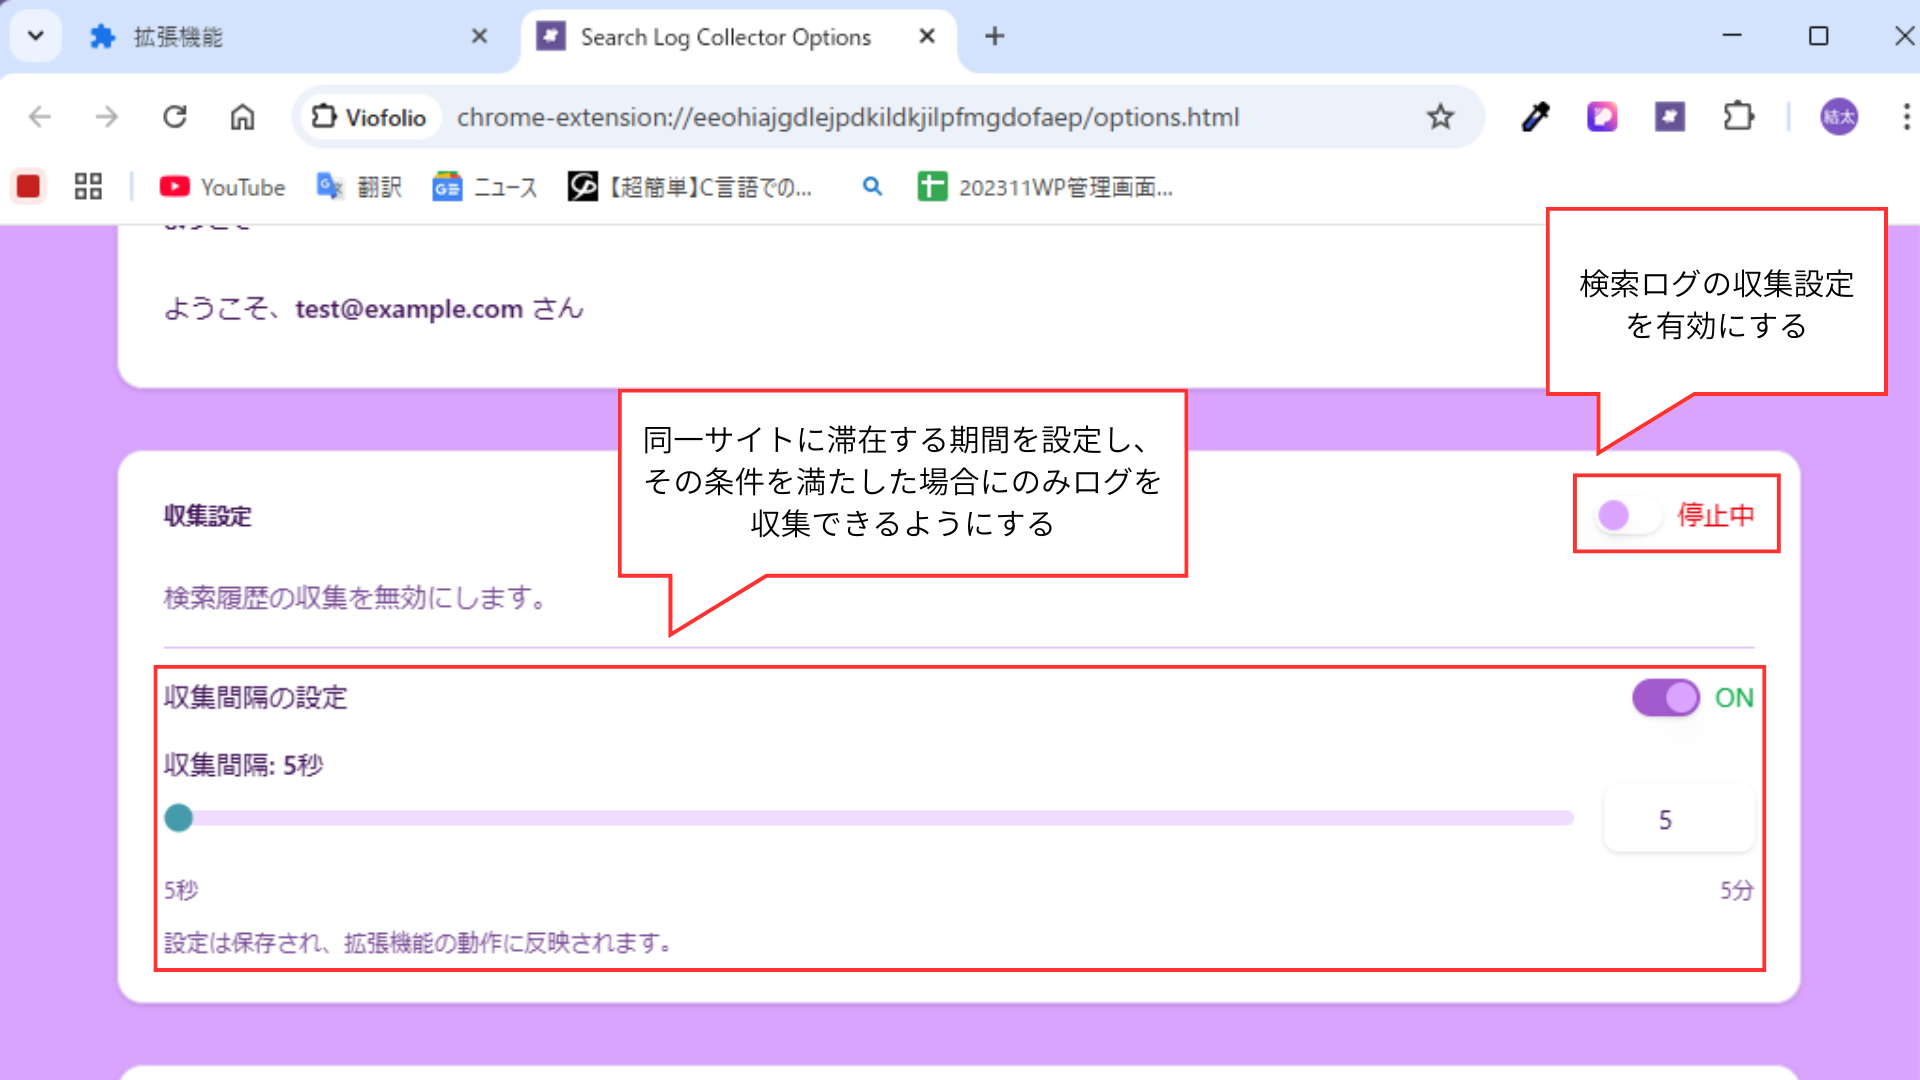 拡張機能
Search Log Collector Options
Viofolio
chrome-extension://eeohiajgdlejpdkildkjilpfmgdofaep/options.html
結太
YouTube
翻訳
ニュース
【超簡単】C言語での...
202311WP管理画面...
ようこそ、test@example.com さん
検索ログの収集設定
を有効にする
同一サイトに滞在する期間を設定し、
その条件を満たした場合にのみログを
収集できるようにする
収集設定
停止中
検索履歴の収集を無効にします。
収集間隔の設定
ON
収集間隔: 5秒
5
5秒
5分
設定は保存され、拡張機能の動作に反映されます。